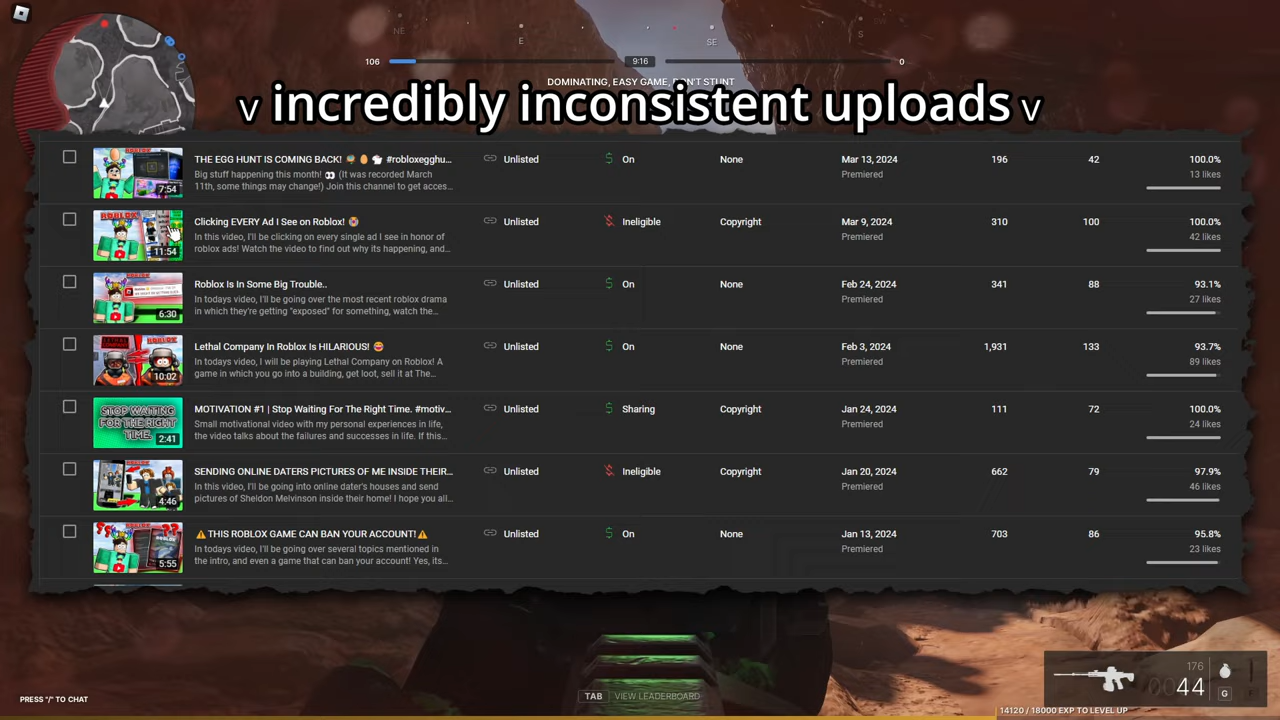 NE E SE S SW
106 9:16 0
DOMINATING, EASY GAME, DON'T STUNT
v incredibly inconsistent uploads v
THE EGG HUNT IS COMING BACK! 🥚 🐇 #robloxegghu... Unlisted On None Mar 13, 2024 196 42 100.0%
Big stuff happening this month! 👀 (It was recorded March Premiered 13 likes
11th, some things may change!) Join this channel to get acces...
7:54
Clicking EVERY Ad I See on Roblox! Unlisted Ineligible Copyright Mar 9, 2024 310 100 100.0%
In this video, I'll be clicking on every single ad I see in honor of Premiered 42 likes
roblox ads! Watch the video to find out why its happening, and...
11:54
Roblox Is In Some Big Trouble.. Unlisted On None Feb 24, 2024 341 88 93.1%
In todays video, I'll be going over the most recent roblox drama Premiered 27 likes
in which they're getting "exposed" for something, watch the...
6:30
Lethal Company In Roblox Is HILARIOUS! Unlisted On None Feb 3, 2024 1,931 133 93.7%
In todays video, I will be playing Lethal Company on Roblox! A Premiered 89 likes
game in which you go into a building, get loot, sell it at The...
10:02
MOTIVATION #1 | Stop Waiting For The Right Time. #motiv... Unlisted Sharing Copyright Jan 24, 2024 111 72 100.0%
Small motivational video with my personal experiences in life, Premiered 24 likes
the video talks about the failures and successes in life. If this...
STOP WAITING
FOR THE RIGHT
TIME.
2:41
SENDING ONLINE DATERS PICTURES OF ME INSIDE THEIR... Unlisted Ineligible Copyright Jan 20, 2024 662 79 97.9%
In this video, I'll be going into online dater's houses and send Premiered 46 likes
pictures of Sheldon Melvinson inside their home! I hope you all...
4:46
⚠️THIS ROBLOX GAME CAN BAN YOUR ACCOUNT!⚠️ Unlisted On None Jan 13, 2024 703 86 95.8%
In todays video, I'll be going over several topics mentioned in Premiered 23 likes
the intro, and even a game that can ban your account! Yes, its...
5:55
176
0044
G
PRESS "/" TO CHAT
TAB VIEW LEADERBOARD
14120 / 18000 EXP TO LEVEL UP